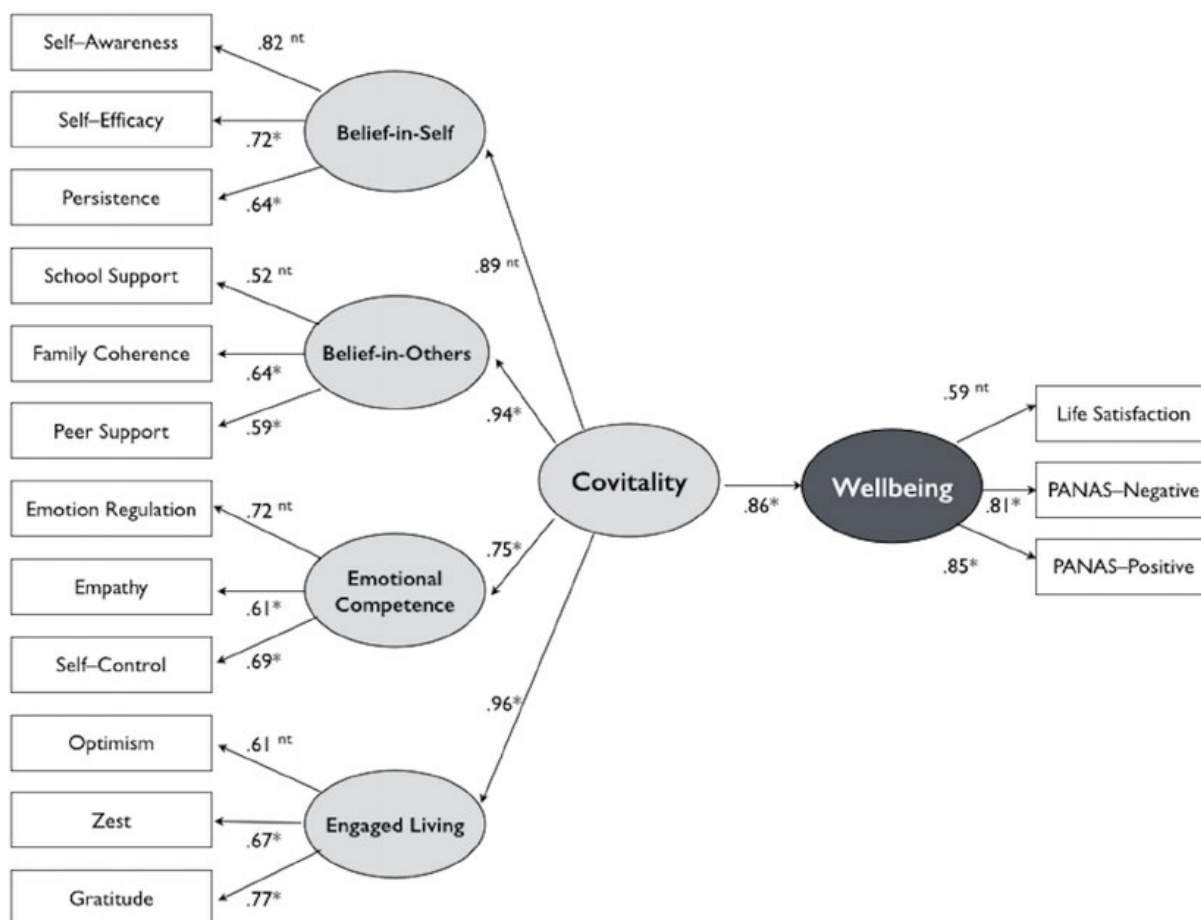 Self–Awareness
.82 nt
Self–Efficacy
.72*
Belief-in-Self
Persistence
.64*
School Support
.52 nt
.89 nt
Family Coherence
.64*
Belief-in-Others
Peer Support
.59*
.94*
.59 nt
Life Satisfaction
Emotion Regulation
.72 nt
Covitality
.86*
Wellbeing
.81*
PANAS–Negative
.75*
.85*
PANAS–Positive
Empathy
.61*
Emotional
Competence
Self–Control
.69*
.96*
Optimism
.61 nt
Zest
.67*
Engaged Living
Gratitude
.77*